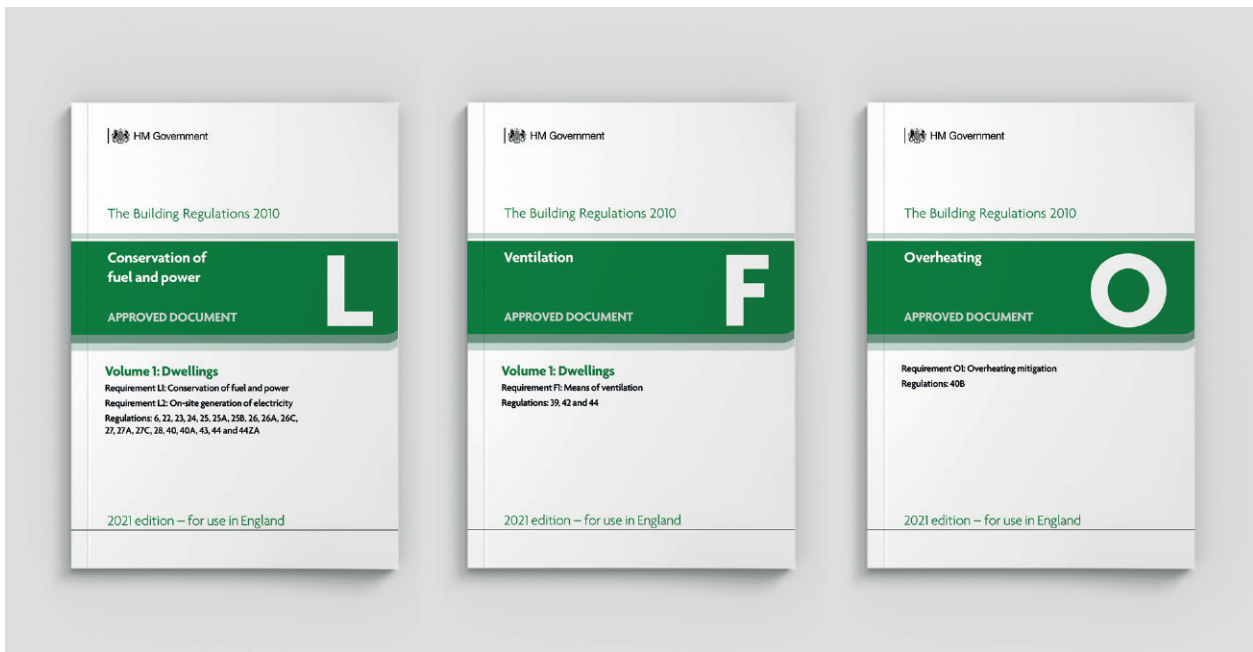 HM Government
The Building Regulations 2010
Conservation of
fuel and power
L
APPROVED DOCUMENT
Volume 1: Dwellings
Requirement L1: Conservation of fuel and power
Requirement L2: On-site generation of electricity
Regulations: 6, 22, 23, 24, 25, 25A, 25B, 26, 26A, 26C,
27, 27A, 27C, 28, 40, 40A, 43, 44 and 44ZA
2021 edition – for use in England
HM Government
The Building Regulations 2010
Ventilation
F
APPROVED DOCUMENT
Volume 1: Dwellings
Requirement F1: Means of ventilation
Regulations: 39, 42 and 44
2021 edition – for use in England
HM Government
The Building Regulations 2010
Overheating
O
APPROVED DOCUMENT
Requirement O1: Overheating mitigation
Regulations: 40B
2021 edition – for use in England